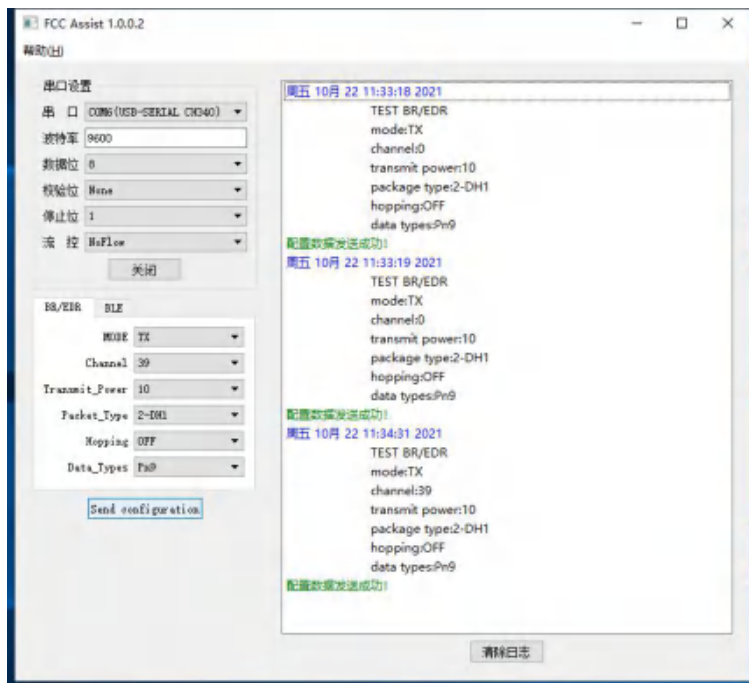 FCC Assist 1.0.0.2
帮助(H)
串口设置
串 口 COM6(USB-SERIAL CH340)
波特率 9600
数据位 8
校验位 None
停止位 1
流 控 NoFlow
关闭
BR/EDR BLE
MODE TX
Channel 39
Transmit_Power 10
Packet_Type 2-DH1
Hopping OFF
Data_Types Pn9
Send configuration
周五 10月 22 11:33:18 2021
TEST BR/EDR
mode:TX
channel:0
transmit power:10
package type:2-DH1
hopping:OFF
data types:Pn9
配置数据发送成功!
周五 10月 22 11:33:19 2021
TEST BR/EDR
mode:TX
channel:0
transmit power:10
package type:2-DH1
hopping:OFF
data types:Pn9
配置数据发送成功!
周五 10月 22 11:34:31 2021
TEST BR/EDR
mode:TX
channel:39
transmit power:10
package type:2-DH1
hopping:OFF
data types:Pn9
配置数据发送成功!
清除日志